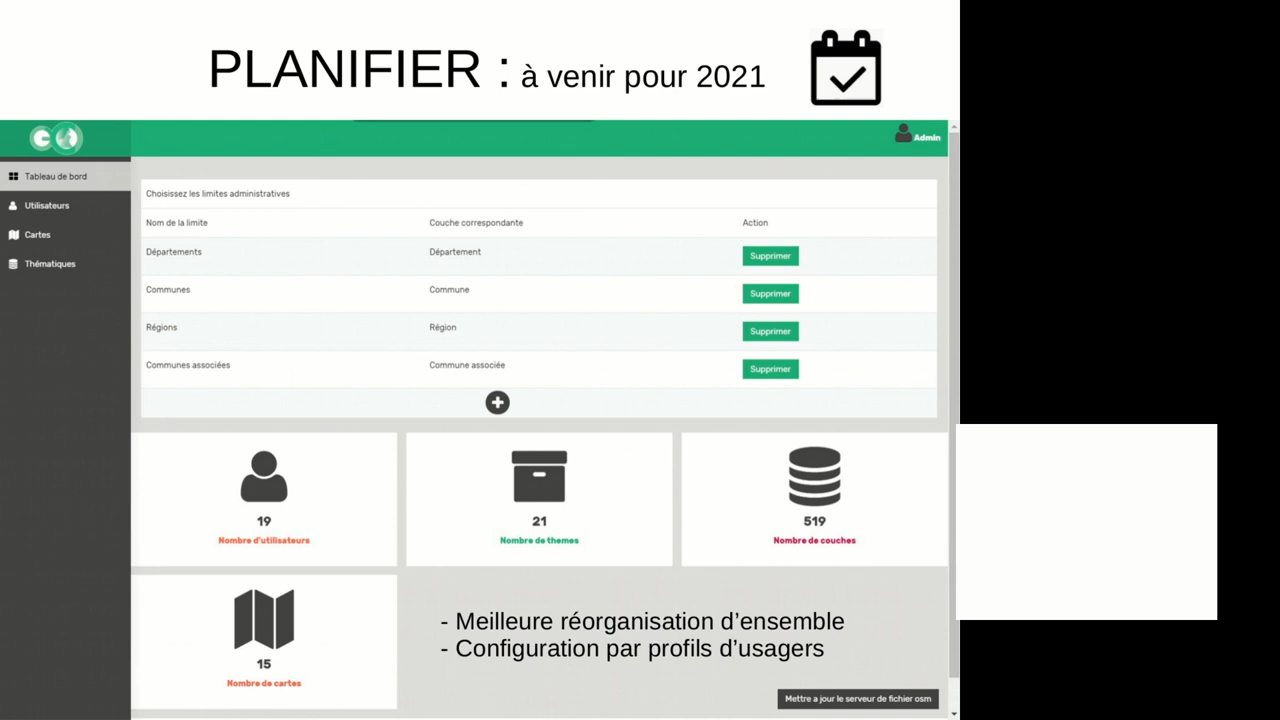 PLANIFIER : à venir pour 2021
Admin
Tableau de bord
Utilisateurs
Cartes
Thématiques
Choisissez les limites administratives
Nom de la limite Couche correspondante Action
Départements Département Supprimer
Communes Commune Supprimer
Régions Région Supprimer
Communes associées Commune associée Supprimer
19
Nombre d'utilisateurs
21
Nombre de themes
519
Nombre de couches
15
Nombre de cartes
- Meilleure réorganisation d’ensemble
- Configuration par profils d’usagers
Mettre a jour le serveur de fichier osm